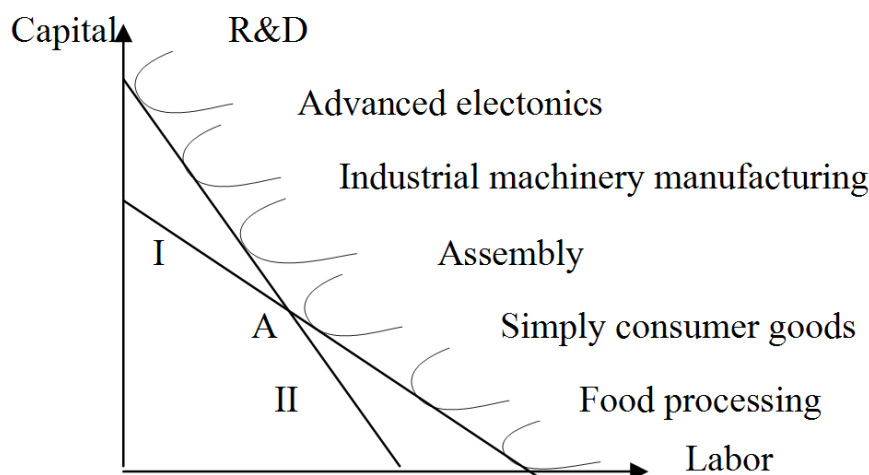 Capital R&D
Advanced electonics
Industrial machinery manufacturing
I Assembly
A Simply consumer goods
II Food processing
Labor